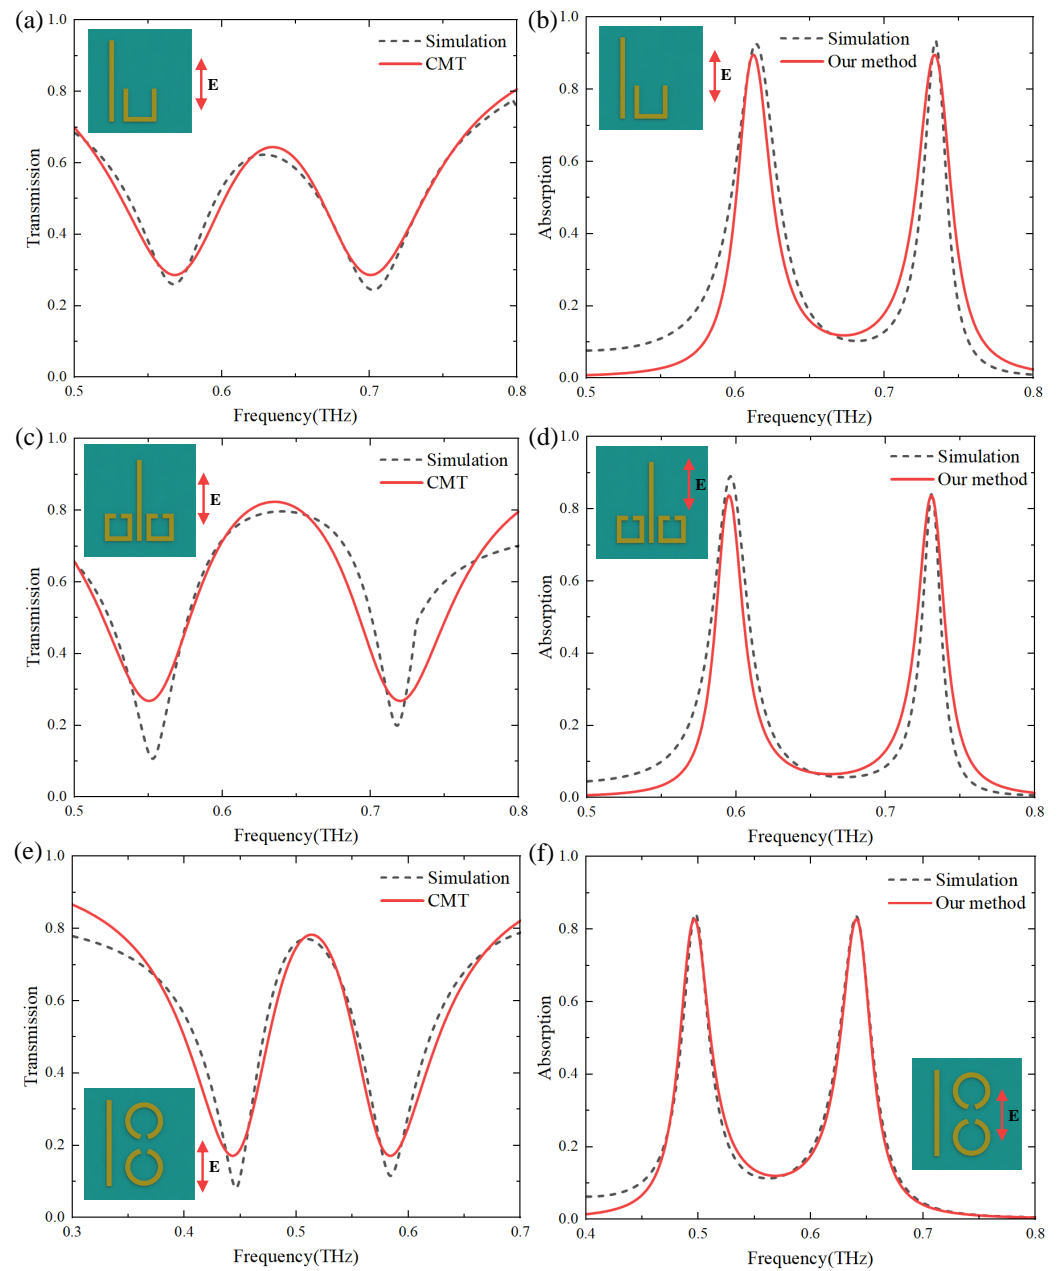 (a)
1.0
0.8
0.6
0.4
0.2
0.0
0.5
0.6
0.7
0.8
Transmission
Frequency(THz)
Simulation
CMT
E
(b)
1.0
0.8
0.6
0.4
0.2
0.0
0.5
0.6
0.7
0.8
Absorption
Frequency(THz)
Simulation
Our method
E
(c)
1.0
0.8
0.6
0.4
0.2
0.0
0.5
0.6
0.7
0.8
Transmission
Frequency(THz)
Simulation
CMT
E
(d)
1.0
0.8
0.6
0.4
0.2
0.0
0.5
0.6
0.7
0.8
Absorption
Frequency(THz)
Simulation
Our method
E
(e)
1.0
0.8
0.6
0.4
0.2
0.0
0.3
0.4
0.5
0.6
0.7
Transmission
Frequency(THz)
Simulation
CMT
E
(f)
1.0
0.8
0.6
0.4
0.2
0.0
0.4
0.5
0.6
0.7
0.8
Absorption
Frequency(THz)
Simulation
Our method
E